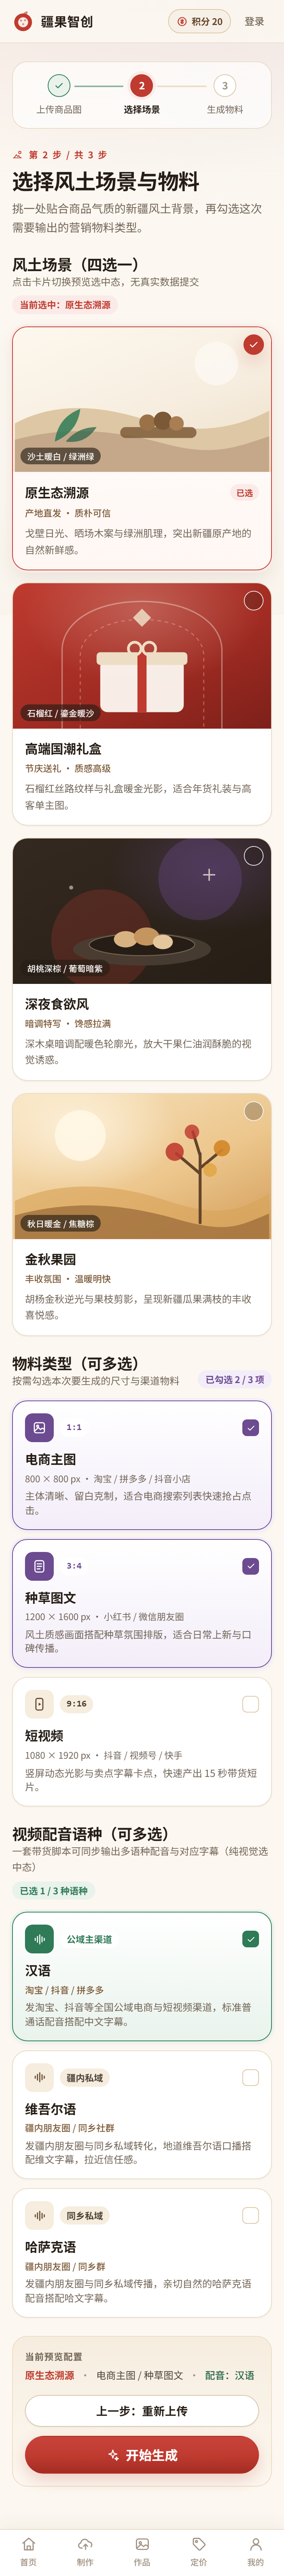 疆果智创
积分 20
登录
2
3
上传商品图
选择场景
生成物料
第 2 步 / 共 3 步
选择风土场景与物料
挑一处贴合商品气质的新疆风土背景，再勾选这次
需要输出的营销物料类型。
风土场景（四选一）
点击卡片切换预览选中态，无真实数据提交
当前选中：原生态溯源
沙土暖白 / 绿洲绿
原生态溯源
已选
产地直发 · 质朴可信
戈壁日光、晒场木案与绿洲肌理，突出新疆原产地的
自然新鲜感。
石榴红 / 鎏金暖沙
高端国潮礼盒
节庆送礼 · 质感高级
石榴红丝路纹样与礼盒暖金光影，适合年货礼装与高
客单主图。
胡桃深棕 / 葡萄暗紫
深夜食欲风
暗调特写 · 馋感拉满
深木桌暗调配暖色轮廓光，放大干果仁油润酥脆的视
觉诱惑。
秋日暖金 / 焦糖棕
金秋果园
丰收氛围 · 温暖明快
胡杨金秋逆光与果枝剪影，呈现新疆瓜果满枝的丰收
喜悦感。
物料类型（可多选）
按需勾选本次要生成的尺寸与渠道物料
已勾选 2 / 3 项
1:1
电商主图
800 × 800 px · 淘宝 / 拼多多 / 抖音小店
主体清晰、留白克制，适合电商搜索列表快速抢占点
击。
3:4
种草图文
1200 × 1600 px · 小红书 / 微信朋友圈
风土质感画面搭配种草氛围排版，适合日常上新与口
碑传播。
9:16
短视频
1080 × 1920 px · 抖音 / 视频号 / 快手
竖屏动态光影与卖点字幕卡点，快速产出 15 秒带货短
片。
视频配音语种（可多选）
一套带货脚本可同步输出多语种配音与对应字幕（纯视觉选
中态）
已选 1 / 3 种语种
公域主渠道
汉语
淘宝 / 抖音 / 拼多多
发淘宝、抖音等全国公域电商与短视频渠道，标准普
通话配音搭配中文字幕。
疆内私域
维吾尔语
疆内朋友圈 / 同乡社群
发疆内朋友圈与同乡私域转化，地道维吾尔语口播搭
配维文字幕，拉近信任感。
同乡私域
哈萨克语
疆内朋友圈 / 同乡群
发疆内朋友圈与同乡私域传播，亲切自然的哈萨克语
配音搭配哈文字幕。
当前预览配置
原生态溯源 · 电商主图 / 种草图文 · 配音：汉语
上一步：重新上传
开始生成
首页
制作
作品
定价
我的